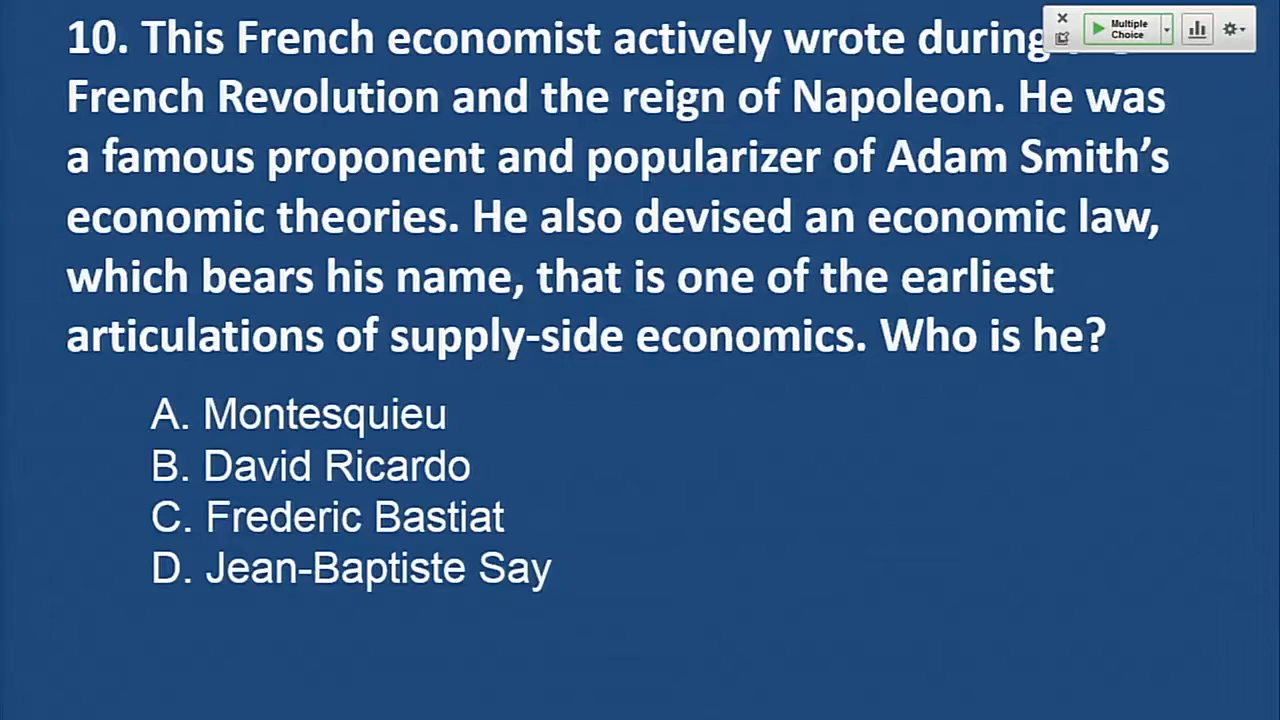 10. This French economist actively wrote during
French Revolution and the reign of Napoleon. He was
a famous proponent and popularizer of Adam Smith’s
economic theories. He also devised an economic law,
which bears his name, that is one of the earliest
articulations of supply-side economics. Who is he?
A. Montesquieu
B. David Ricardo
C. Frederic Bastiat
D. Jean-Baptiste Say
Multiple
Choice